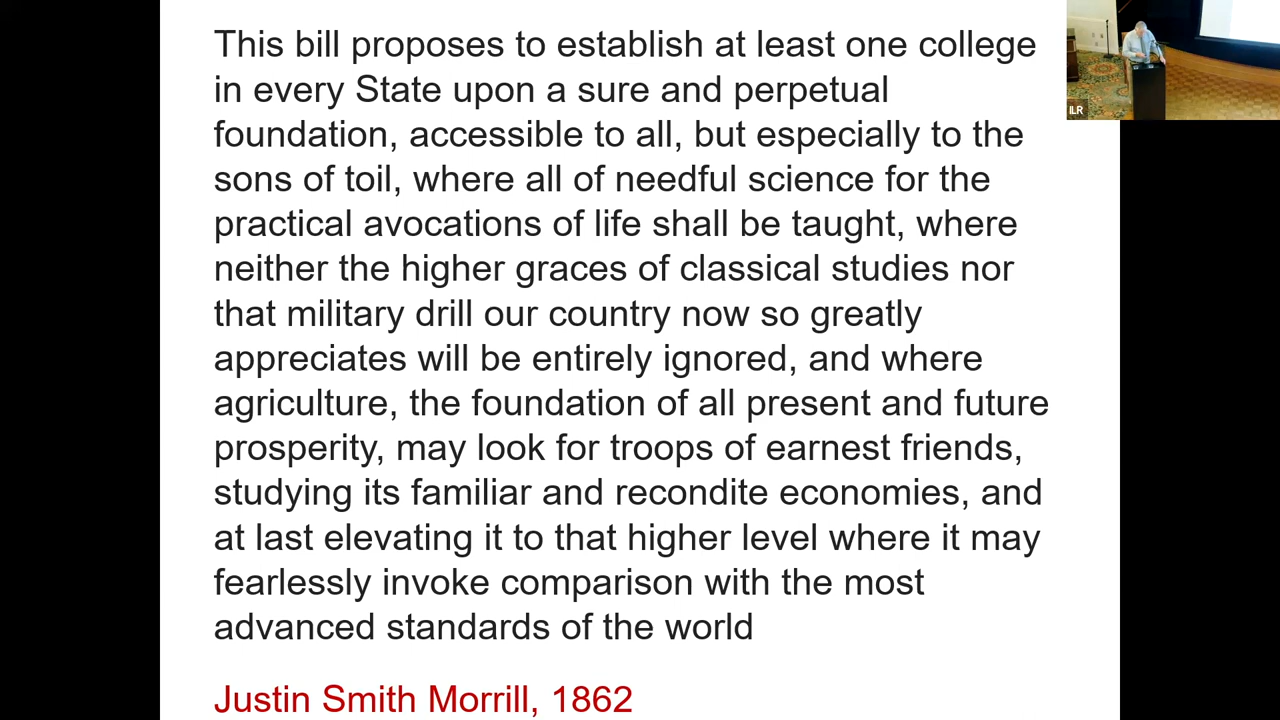 This bill proposes to establish at least one college
in every State upon a sure and perpetual
foundation, accessible to all, but especially to the
sons of toil, where all of needful science for the
practical avocations of life shall be taught, where
neither the higher graces of classical studies nor
that military drill our country now so greatly
appreciates will be entirely ignored, and where
agriculture, the foundation of all present and future
prosperity, may look for troops of earnest friends,
studying its familiar and recondite economies, and
at last elevating it to that higher level where it may
fearlessly invoke comparison with the most
advanced standards of the world
Justin Smith Morrill, 1862
ILR